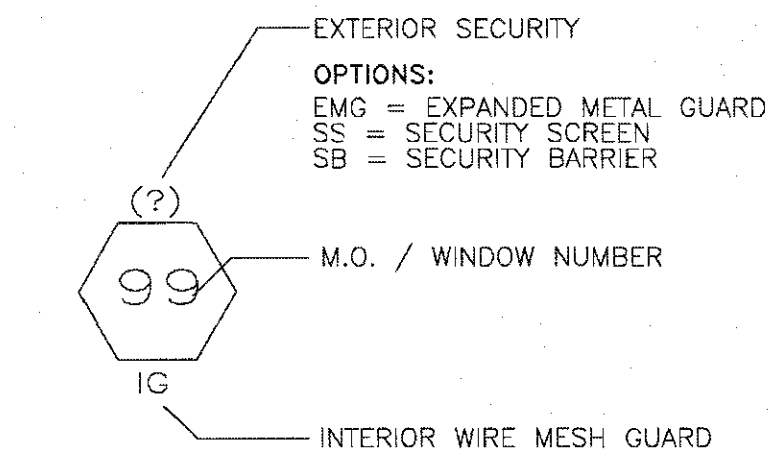 EXTERIOR SECURITY
OPTIONS:
EMG = EXPANDED METAL GUARD
SS = SECURITY SCREEN
SB = SECURITY BARRIER
(?)
99
M.O. / WINDOW NUMBER
IG
INTERIOR WIRE MESH GUARD